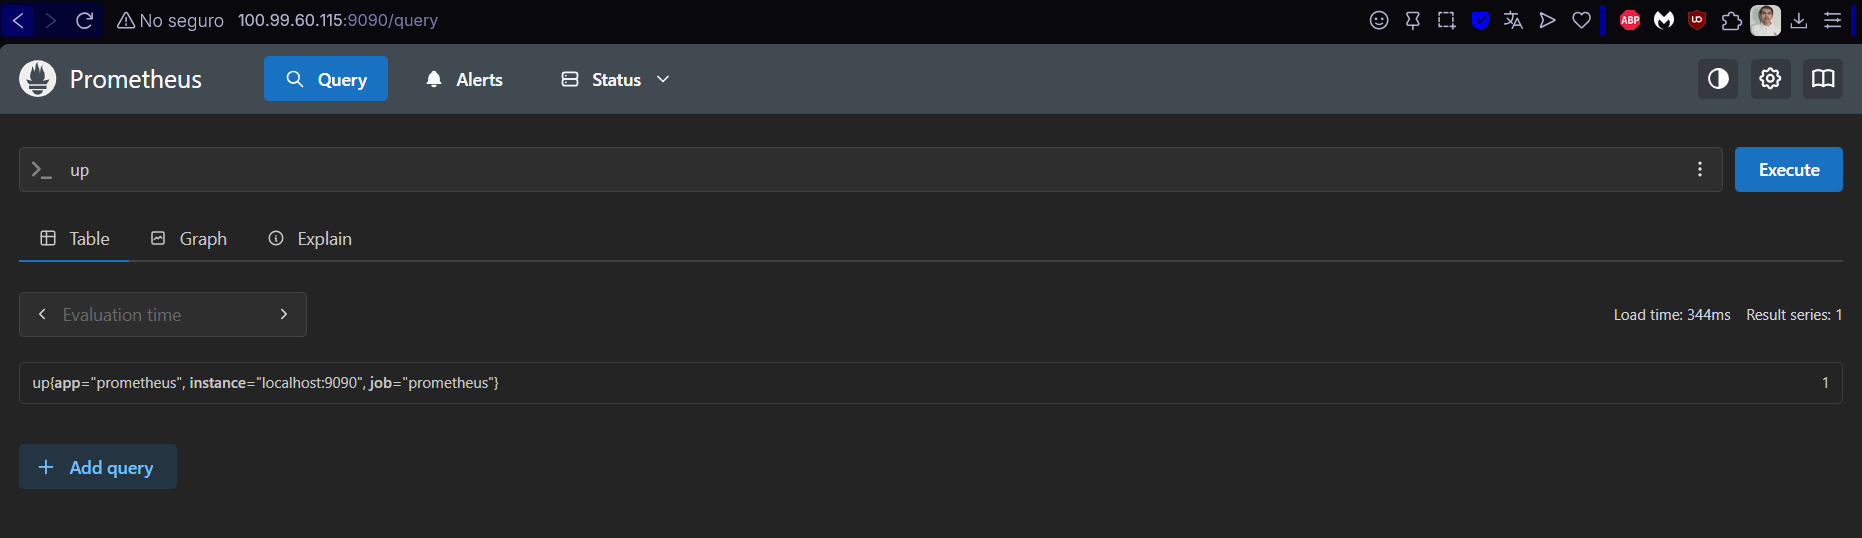 No seguro 100.99.60.115:9090/query
ABP
UO
Prometheus Query Alerts Status
up
Execute
Table Graph Explain
Evaluation time
Load time: 344ms Result series: 1
up{app="prometheus", instance="localhost:9090", job="prometheus"} 1
Add query